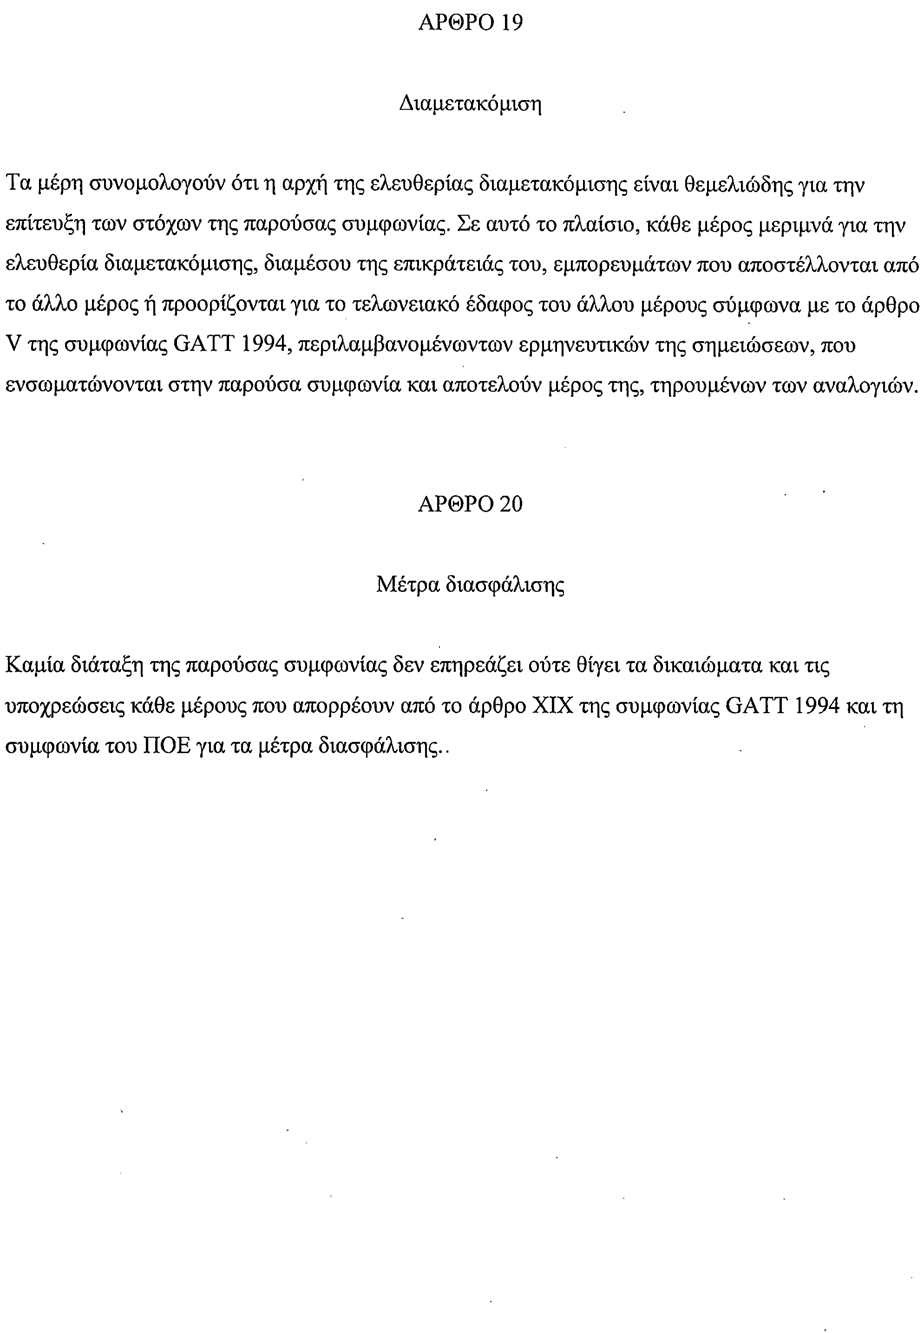 ΑΡΘΡΟ 19
Διαμετακόμιση
Τα μέρη συνομολογούν ότι η αρχή της ελευθερίας διαμετακόμισης είναι θεμελιώδης για την
επίτευξη των στόχων της παρούσας συμφωνίας. Σε αυτό το πλαίσιο, κάθε μέρος μεριμνά για την
ελευθερία διαμετακόμισης, διαμέσου της επικράτειάς του, εμπορευμάτων που αποστέλλονται από
το άλλο μέρος ή προορίζονται για το τελωνειακό έδαφος του άλλου μέρους σύμφωνα με το άρθρο
V της συμφωνίας GATT 1994, περιλαμβανομένωντων ερμηνευτικών της σημειώσεων, που
ενσωματώνονται στην παρούσα συμφωνία και αποτελούν μέρος της, τηρουμένων των αναλογιών.
ΑΡΘΡΟ 20
Μέτρα διασφάλισης
Καμία διάταξη της παρούσας συμφωνίας δεν επηρεάζει ούτε θίγει τα δικαιώματα και τις
υποχρεώσεις κάθε μέρους που απορρέουν από το άρθρο XIX της συμφωνίας GATT 1994 και τη
συμφωνία του ΠΟΕ για τα μέτρα διασφάλισης..